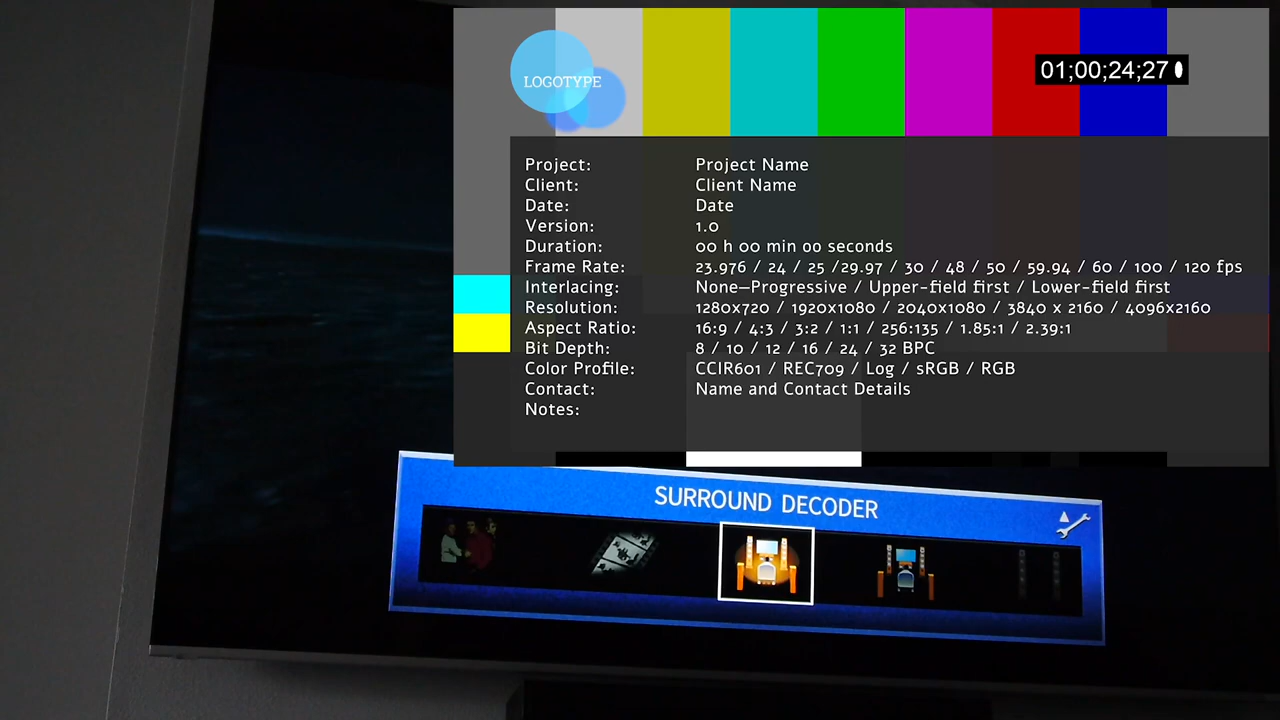 LOGOTYPE
01;00;24;27
Project: Project Name
Client: Client Name
Date: Date
Version: 1.0
Duration: 00 h 00 min 00 seconds
Frame Rate: 23.976 / 24 / 25 /29.97 / 30 / 48 / 50 / 59.94 / 60 / 100 / 120 fps
Interlacing: None—Progressive / Upper-field first / Lower-field first
Resolution: 1280x720 / 1920x1080 / 2040x1080 / 3840 x 2160 / 4096x2160
Aspect Ratio: 16:9 / 4:3 / 3:2 / 1:1 / 256:135 / 1.85:1 / 2.39:1
Bit Depth: 8 / 10 / 12 / 16 / 24 / 32 BPC
Color Profile: CCIR601 / REC709 / Log / sRGB / RGB
Contact: Name and Contact Details
Notes:
SURROUND DECODER